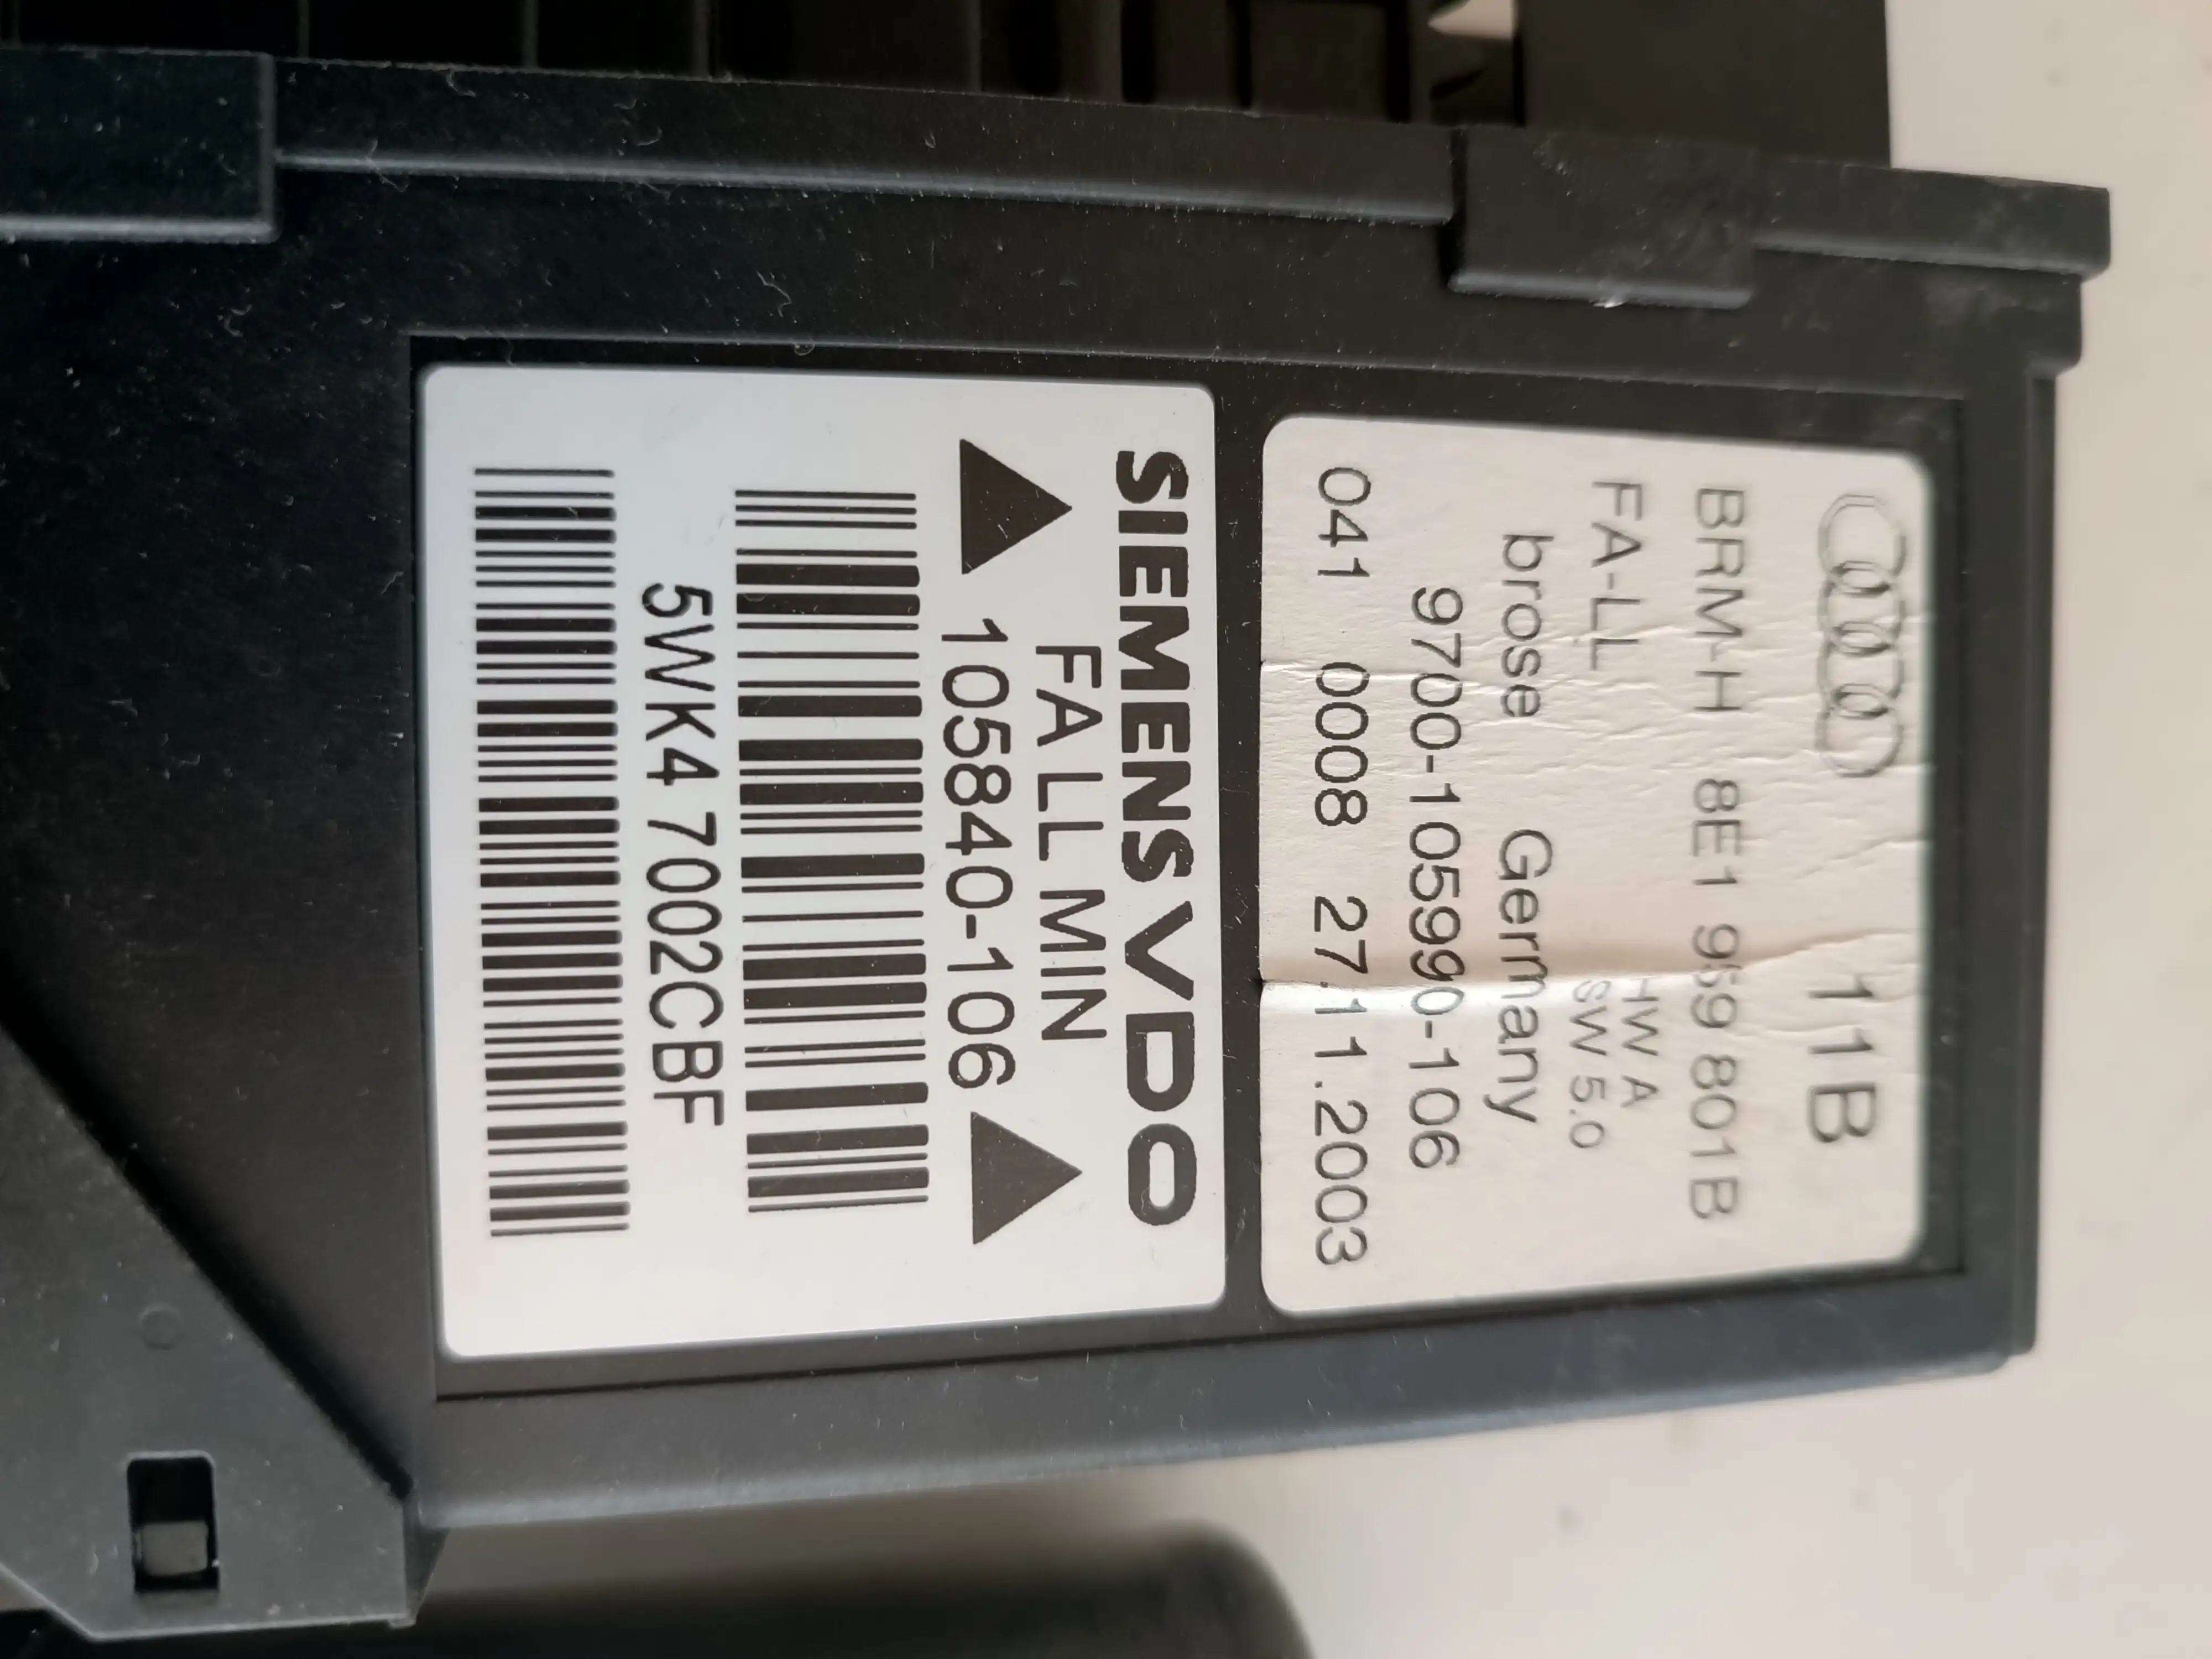 11B
BRM-H 8E1 959 801B
FA-LL HW A
SW 5.0
brose Germany
9700-105990-106
041 0008 27.11.2003
SIEMENS VDO
FA LL MIN
105840-106
5WK4 7002CBF